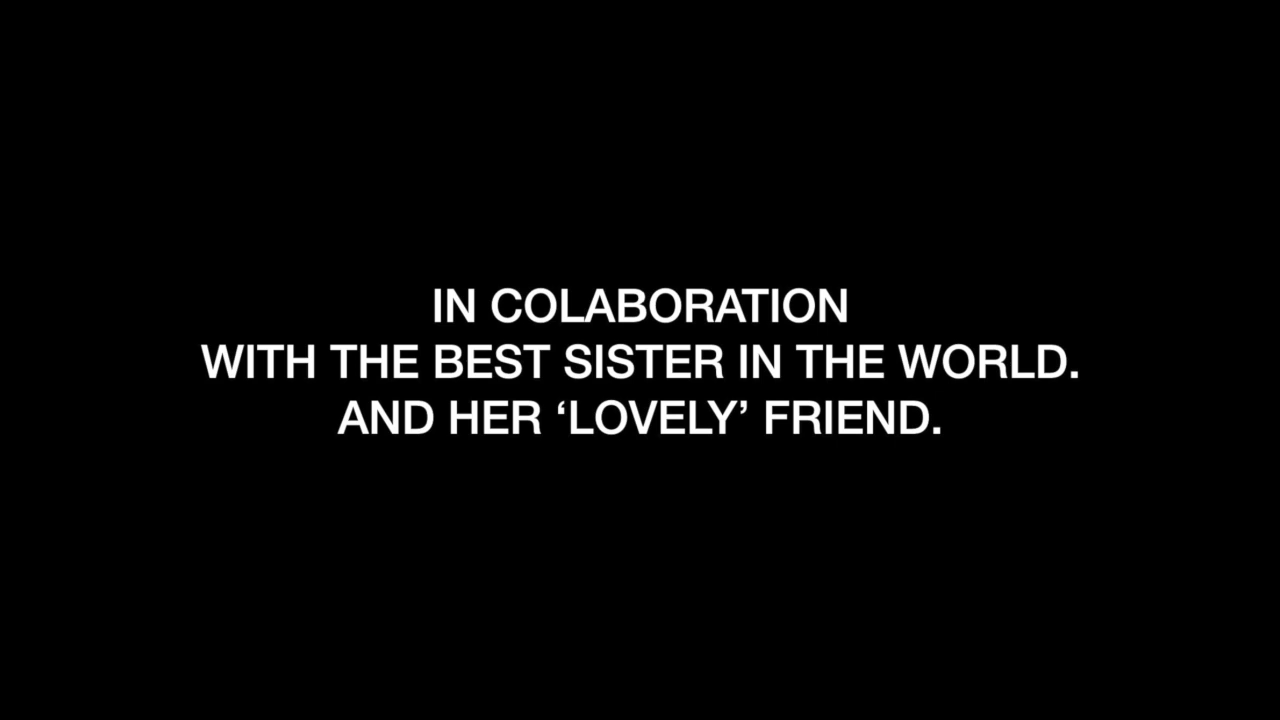 IN COLABORATION
WITH THE BEST SISTER IN THE WORLD.
AND HER ‘LOVELY’ FRIEND.